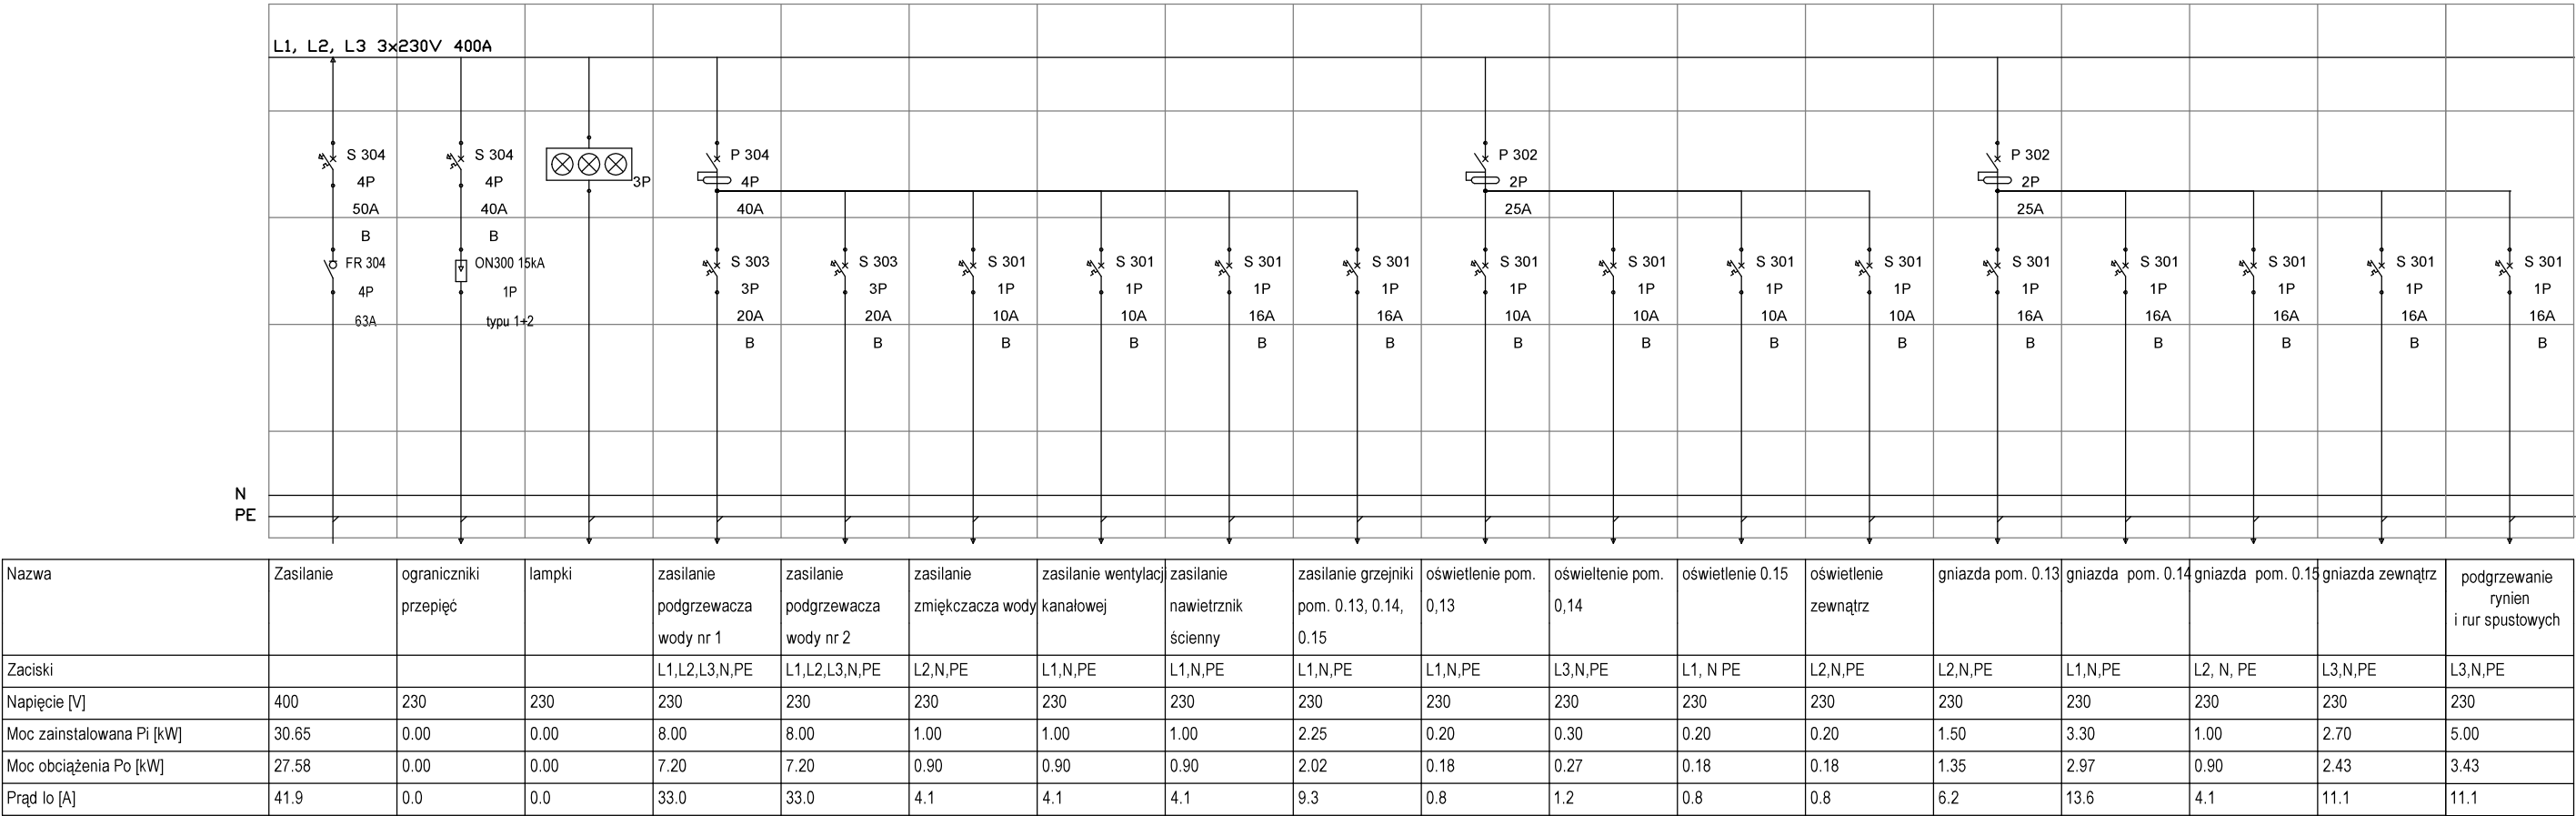 L1, L2, L3 3x230V 400A
S 304
4P
50A
B
FR 304
4P
63A
S 304
4P
40A
B
ON300 15kA
1P
typu 1+2
3P
P 304
4P
40A
S 303
3P
20A
B
S 303
3P
20A
B
S 301
1P
10A
B
S 301
1P
10A
B
S 301
1P
16A
B
S 301
1P
16A
B
P 302
2P
25A
S 301
1P
10A
B
S 301
1P
10A
B
S 301
1P
10A
B
S 301
1P
10A
B
P 302
2P
25A
S 301
1P
16A
B
S 301
1P
16A
B
S 301
1P
16A
B
S 301
1P
16A
B
S 301
1P
16A
B
N
PE
Nazwa
Zasilanie
ograniczniki
przepięć
lampki
zasilanie
podgrzewacza
wody nr 1
zasilanie
podgrzewacza
wody nr 2
zasilanie
zmiękczacza wody
zasilanie wentylacji
kanałowej
zasilanie
nawietrznik
ścienny
zasilanie grzejniki
pom. 0.13, 0.14,
0.15
oświetlenie pom.
0,13
oświeltenie pom.
0,14
oświetlenie 0.15
oświetlenie
zewnątrz
gniazda pom. 0.13
gniazda pom. 0.14
gniazda pom. 0.15
gniazda zewnątrz
podgrzewanie
rynien
i rur spustowych
Zaciski L1,L2,L3,N,PE L1,L2,L3,N,PE L2,N,PE L1,N,PE L1,N,PE L1,N,PE L1,N,PE L3,N,PE L1, N PE L2,N,PE L2,N,PE L1,N,PE L2, N, PE L3,N,PE L3,N,PE
Napięcie [V] 400 230 230 230 230 230 230 230 230 230 230 230 230 230 230 230 230 230
Moc zainstalowana Pi [kW] 30.65 0.00 0.00 8.00 8.00 1.00 1.00 1.00 2.25 0.20 0.30 0.20 0.20 1.50 3.30 1.00 2.70 5.00
Moc obciążenia Po [kW] 27.58 0.00 0.00 7.20 7.20 0.90 0.90 0.90 2.02 0.18 0.27 0.18 0.18 1.35 2.97 0.90 2.43 3.43
Prąd Io [A] 41.9 0.0 0.0 33.0 33.0 4.1 4.1 4.1 9.3 0.8 1.2 0.8 0.8 6.2 13.6 4.1 11.1 11.1